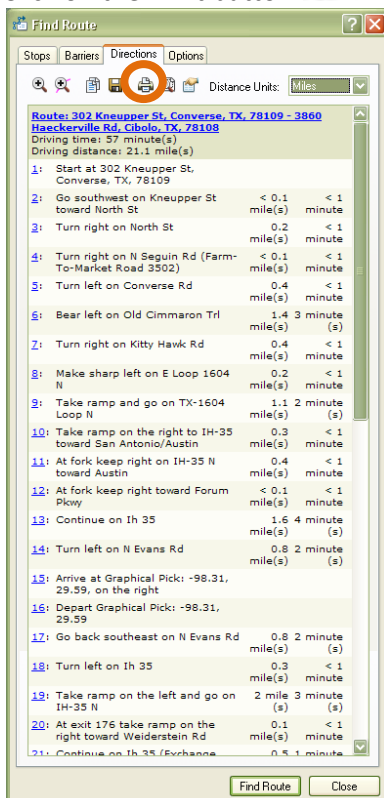 Find Route
Stops Barriers Directions Options
Distance Units: Miles
Route: 302 Kneupper St, Converse, TX, 78109 - 3860
Haeckerville Rd, Cibolo, TX, 78108
Driving time: 57 minute(s)
Driving distance: 21.1 mile(s)
1: Start at 302 Kneupper St,
Converse, TX, 78109
2: Go southwest on Kneupper St < 0.1 < 1
toward North St mile(s) minute
3: Turn right on North St 0.2 < 1
mile(s) minute
4: Turn right on N Seguin Rd (Farm- < 0.1 < 1
To-Market Road 3502) mile(s) minute
5: Turn left on Converse Rd 0.4 < 1
mile(s) minute
6: Bear left on Old Cimmaron Trl 1.4 3 minute
mile(s) (s)
7: Turn right on Kitty Hawk Rd 0.4 < 1
mile(s) minute
8: Make sharp left on E Loop 1604 0.2 < 1
N mile(s) minute
9: Take ramp and go on TX-1604 1.1 2 minute
Loop N mile(s) (s)
10: Take ramp on the right to IH-35 0.3 < 1
toward San Antonio/Austin mile(s) minute
11: At fork keep right on IH-35 N 0.4 < 1
toward Austin mile(s) minute
12: At fork keep right toward Forum < 0.1 < 1
Pkwy mile(s) minute
13: Continue on Ih 35 1.6 4 minute
mile(s) (s)
14: Turn left on N Evans Rd 0.8 2 minute
mile(s) (s)
15: Arrive at Graphical Pick: -98.31,
29.59, on the right
16: Depart Graphical Pick: -98.31,
29.59
17: Go back southeast on N Evans Rd 0.8 2 minute
mile(s) (s)
18: Turn left on Ih 35 0.3 < 1
mile(s) minute
19: Take ramp on the left and go on 2 mile 3 minute
IH-35 N (s) (s)
20: At exit 176 take ramp on the 0.1 < 1
right toward Weiderstein Rd mile(s) minute
21: Continue on Ih 35 (Exchange 0.5 1 minute
Find Route Close